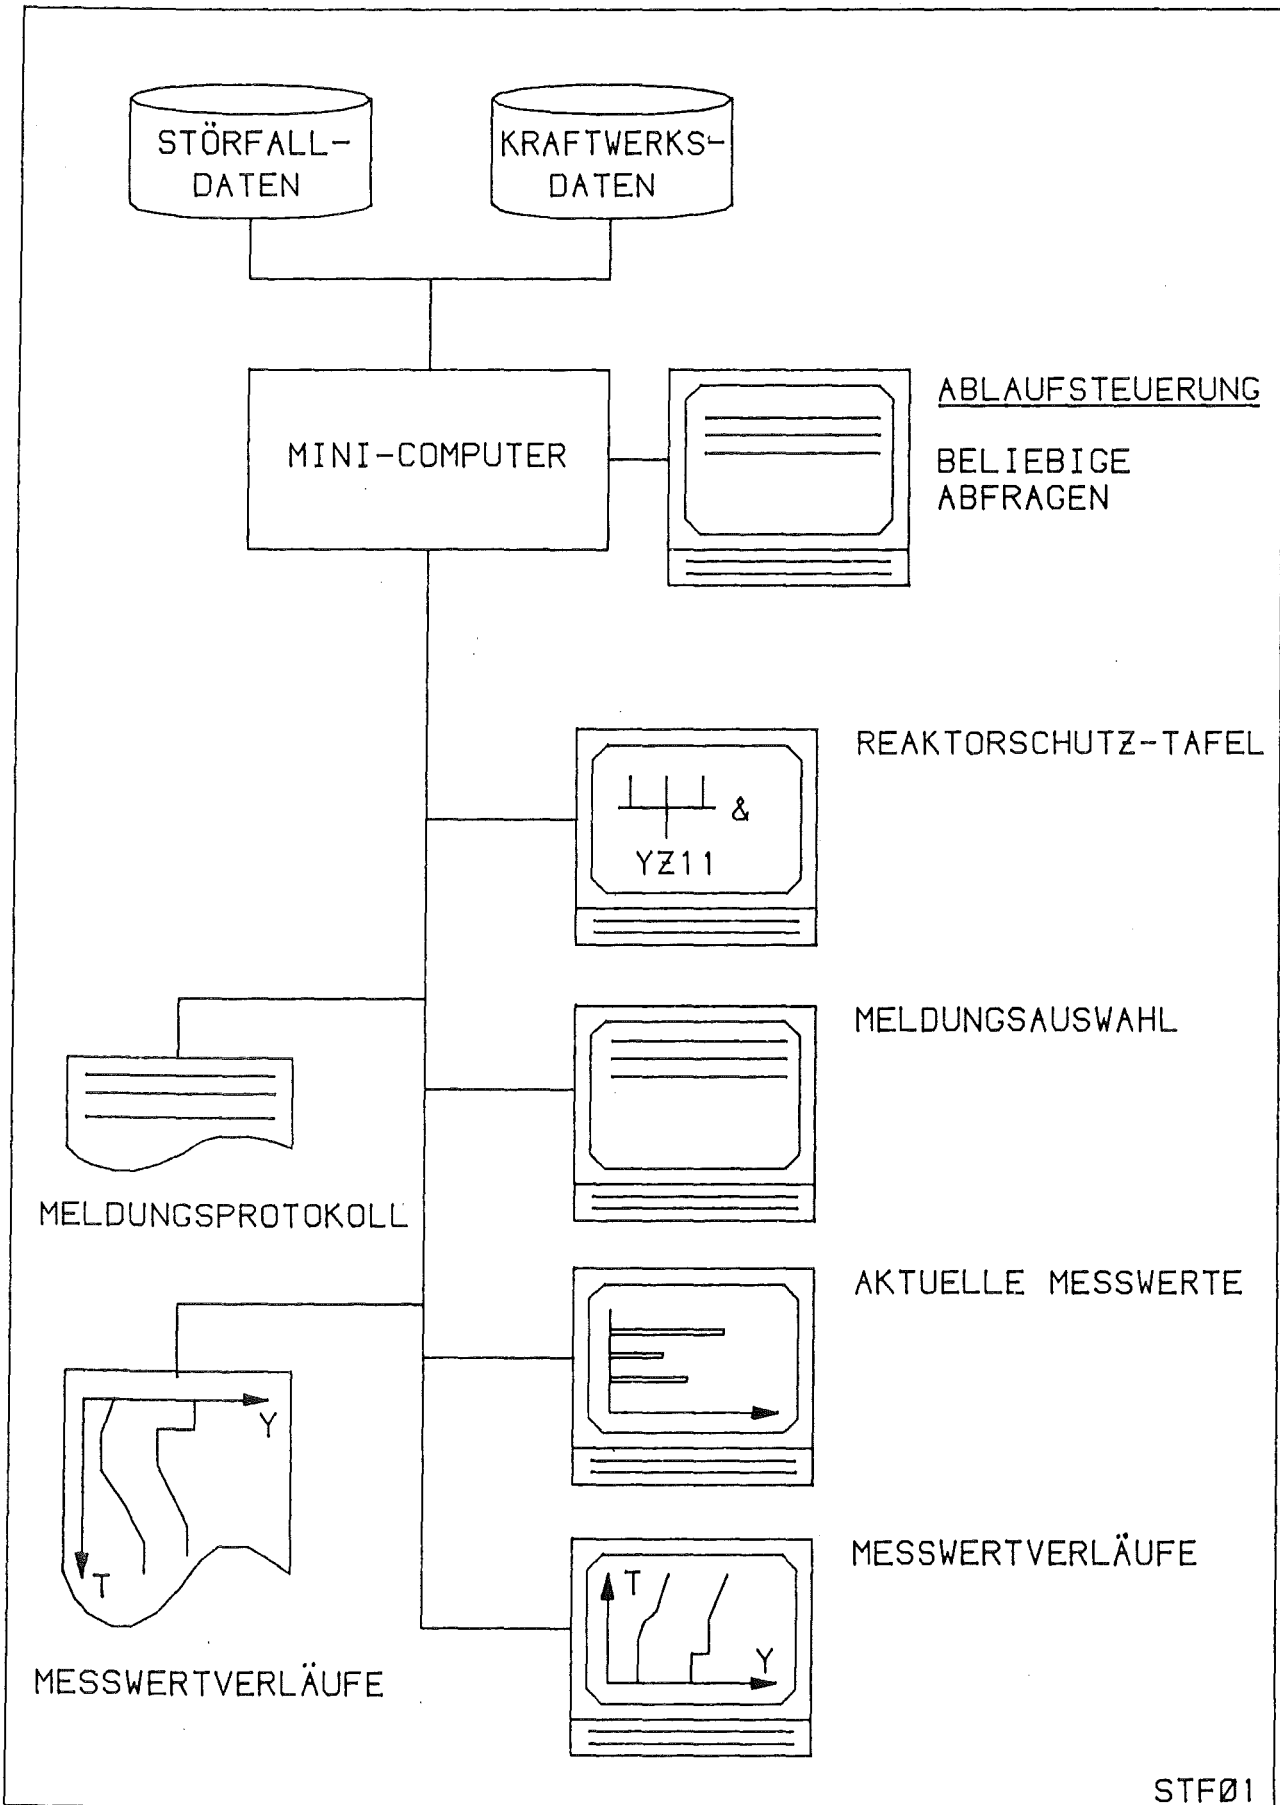 STÖRFALL-
DATEN
KRAFTWERKS-
DATEN
MINI-COMPUTER
ABLAUFSTEUERUNG
BELIEBIGE
ABFRAGEN
REAKTORSCHUTZ-TAFEL
&
YZ11
MELDUNGSAUSWAHL
MELDUNGSPROTOKOLL
AKTUELLE MESSWERTE
Y
T
MESSWERTVERLÄUFE
MESSWERTVERLÄUFE
T
Y
STFØ1